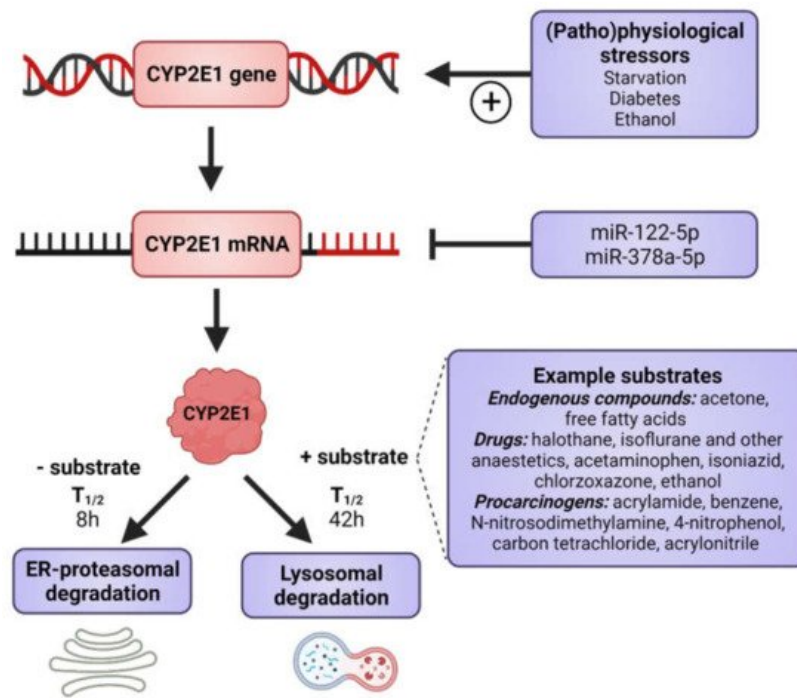 (Patho)physiological
stressors
Starvation
Diabetes
Ethanol
CYP2E1 gene
+
CYP2E1 mRNA
miR-122-5p
miR-378a-5p
CYP2E1
- substrate
T1/2
8h
+ substrate
T1/2
42h
ER-proteasomal
degradation
Lysosomal
degradation
Example substrates
Endogenous compounds: acetone,
free fatty acids
Drugs: halothane, isoflurane and other
anaestetics, acetaminophen, isoniazid,
chlorzoxazone, ethanol
Procarcinogens: acrylamide, benzene,
N-nitrosodimethylamine, 4-nitrophenol,
carbon tetrachloride, acrylonitrile